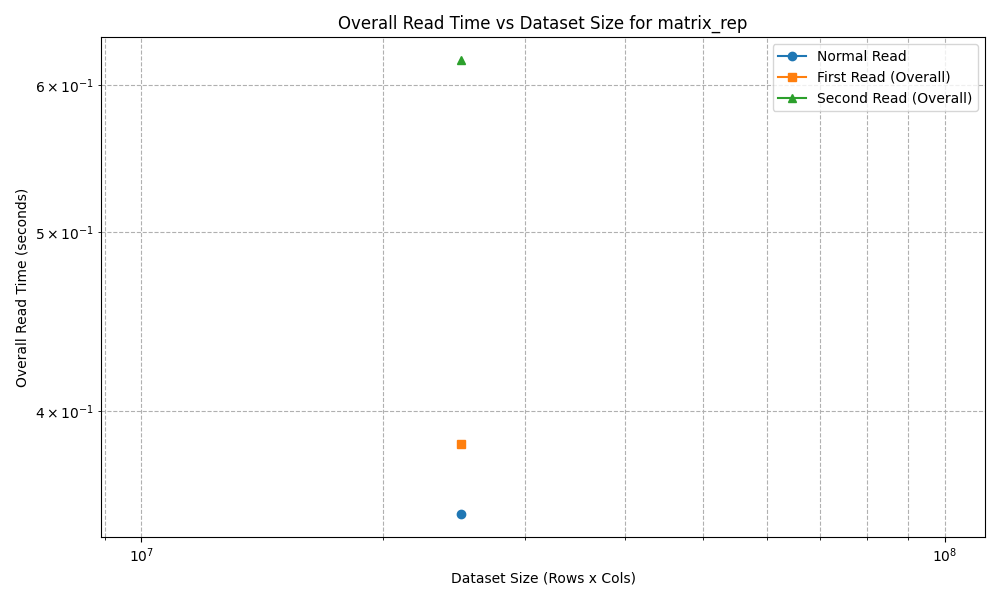 Overall Read Time vs Dataset Size for matrix_rep
Normal Read
First Read (Overall)
Second Read (Overall)
Overall Read Time (seconds)
6 × 10⁻¹
5 × 10⁻¹
4 × 10⁻¹
10⁷
10⁸
Dataset Size (Rows x Cols)